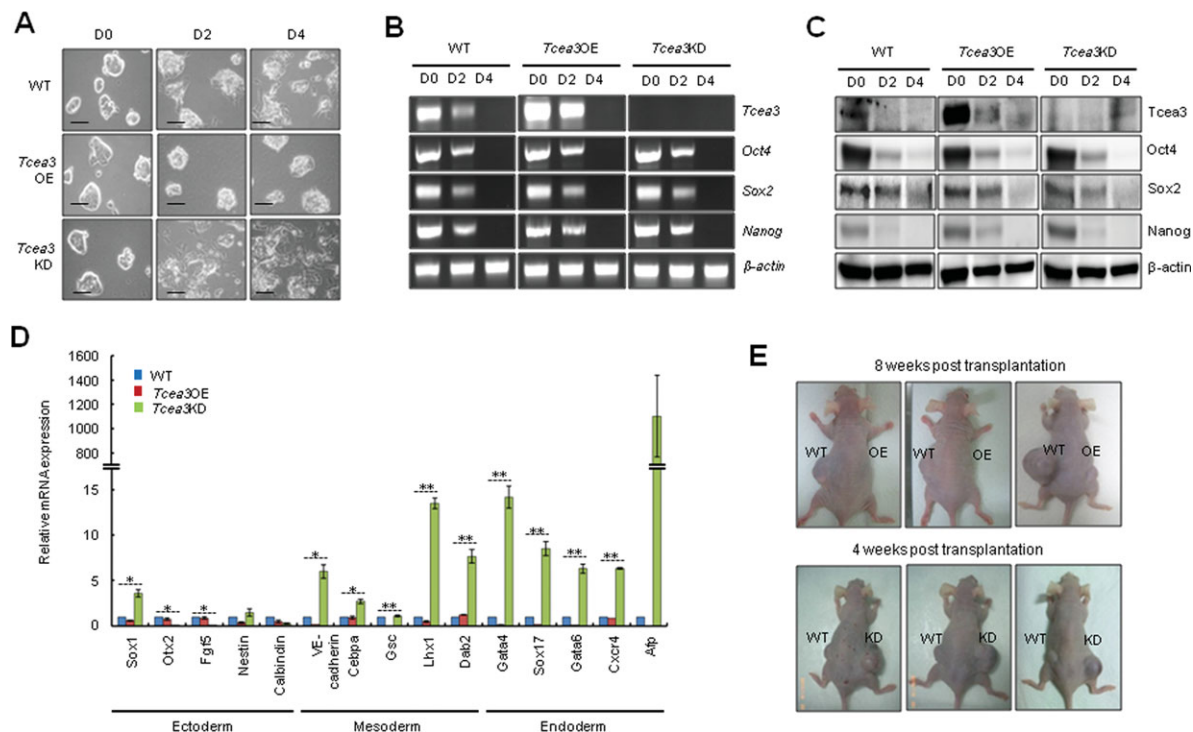 A
D0 D2 D4
WT
Tcea3 OE
Tcea3 KD
B
WT Tcea3OE Tcea3KD
D0 D2 D4 D0 D2 D4 D0 D2 D4
Tcea3
Oct4
Sox2
Nanog
β-actin
C
WT Tcea3OE Tcea3KD
D0 D2 D4 D0 D2 D4 D0 D2 D4
Tcea3
Oct4
Sox2
Nanog
β-actin
D
Relative mRNA expression
1600
1400
1200
1000
800
15
10
5
0
WT
Tcea3OE
Tcea3KD
* * * * * ** ** ** ** ** ** **
Sox1 Otx2 Fgf5 Nestin Calbindin VE-cadherin Cebpa Gsc Lhx1 Dab2 Gata4 Sox17 Gata6 Cxcr4 Afp
Ectoderm Mesoderm Endoderm
E
8 weeks post transplantation
WT OE WT OE WT OE
4 weeks post transplantation
WT KD WT KD WT KD